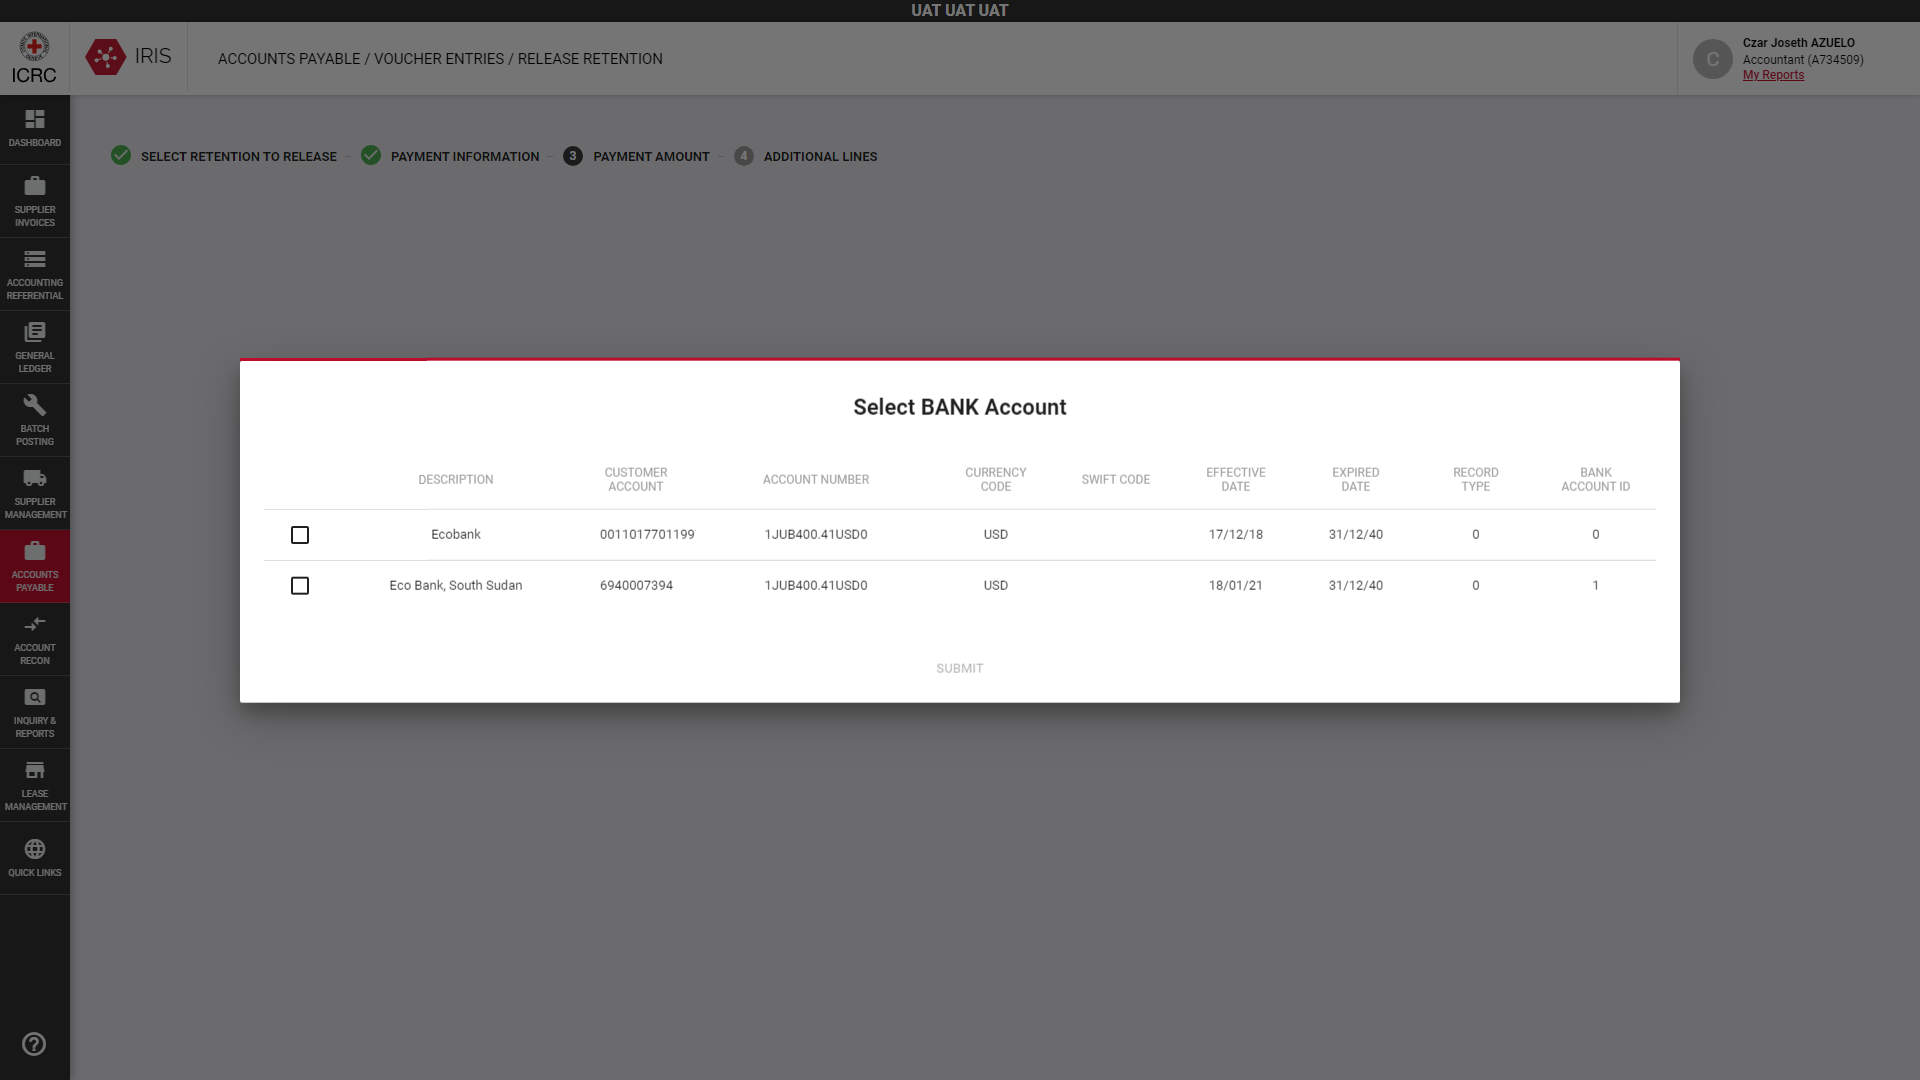 UAT UAT UAT
ICRC
IRIS
ACCOUNTS PAYABLE / VOUCHER ENTRIES / RELEASE RETENTION
C
Czar Joseth AZUELO
Accountant (A734509)
My Reports
DASHBOARD
SUPPLIER
INVOICES
ACCOUNTING
REFERENTIAL
GENERAL
LEDGER
BATCH
POSTING
SUPPLIER
MANAGEMENT
ACCOUNTS
PAYABLE
ACCOUNT
RECON
INQUIRY &
REPORTS
LEASE
MANAGEMENT
QUICK LINKS
SELECT RETENTION TO RELEASE
PAYMENT INFORMATION
3 PAYMENT AMOUNT
4 ADDITIONAL LINES
Select BANK Account
DESCRIPTION CUSTOMER ACCOUNT ACCOUNT NUMBER CURRENCY CODE SWIFT CODE EFFECTIVE DATE EXPIRED DATE RECORD TYPE BANK ACCOUNT ID
Ecobank 0011017701199 1JUB400.41USD0 USD 17/12/18 31/12/40 0 0
Eco Bank, South Sudan 6940007394 1JUB400.41USD0 USD 18/01/21 31/12/40 0 1
SUBMIT